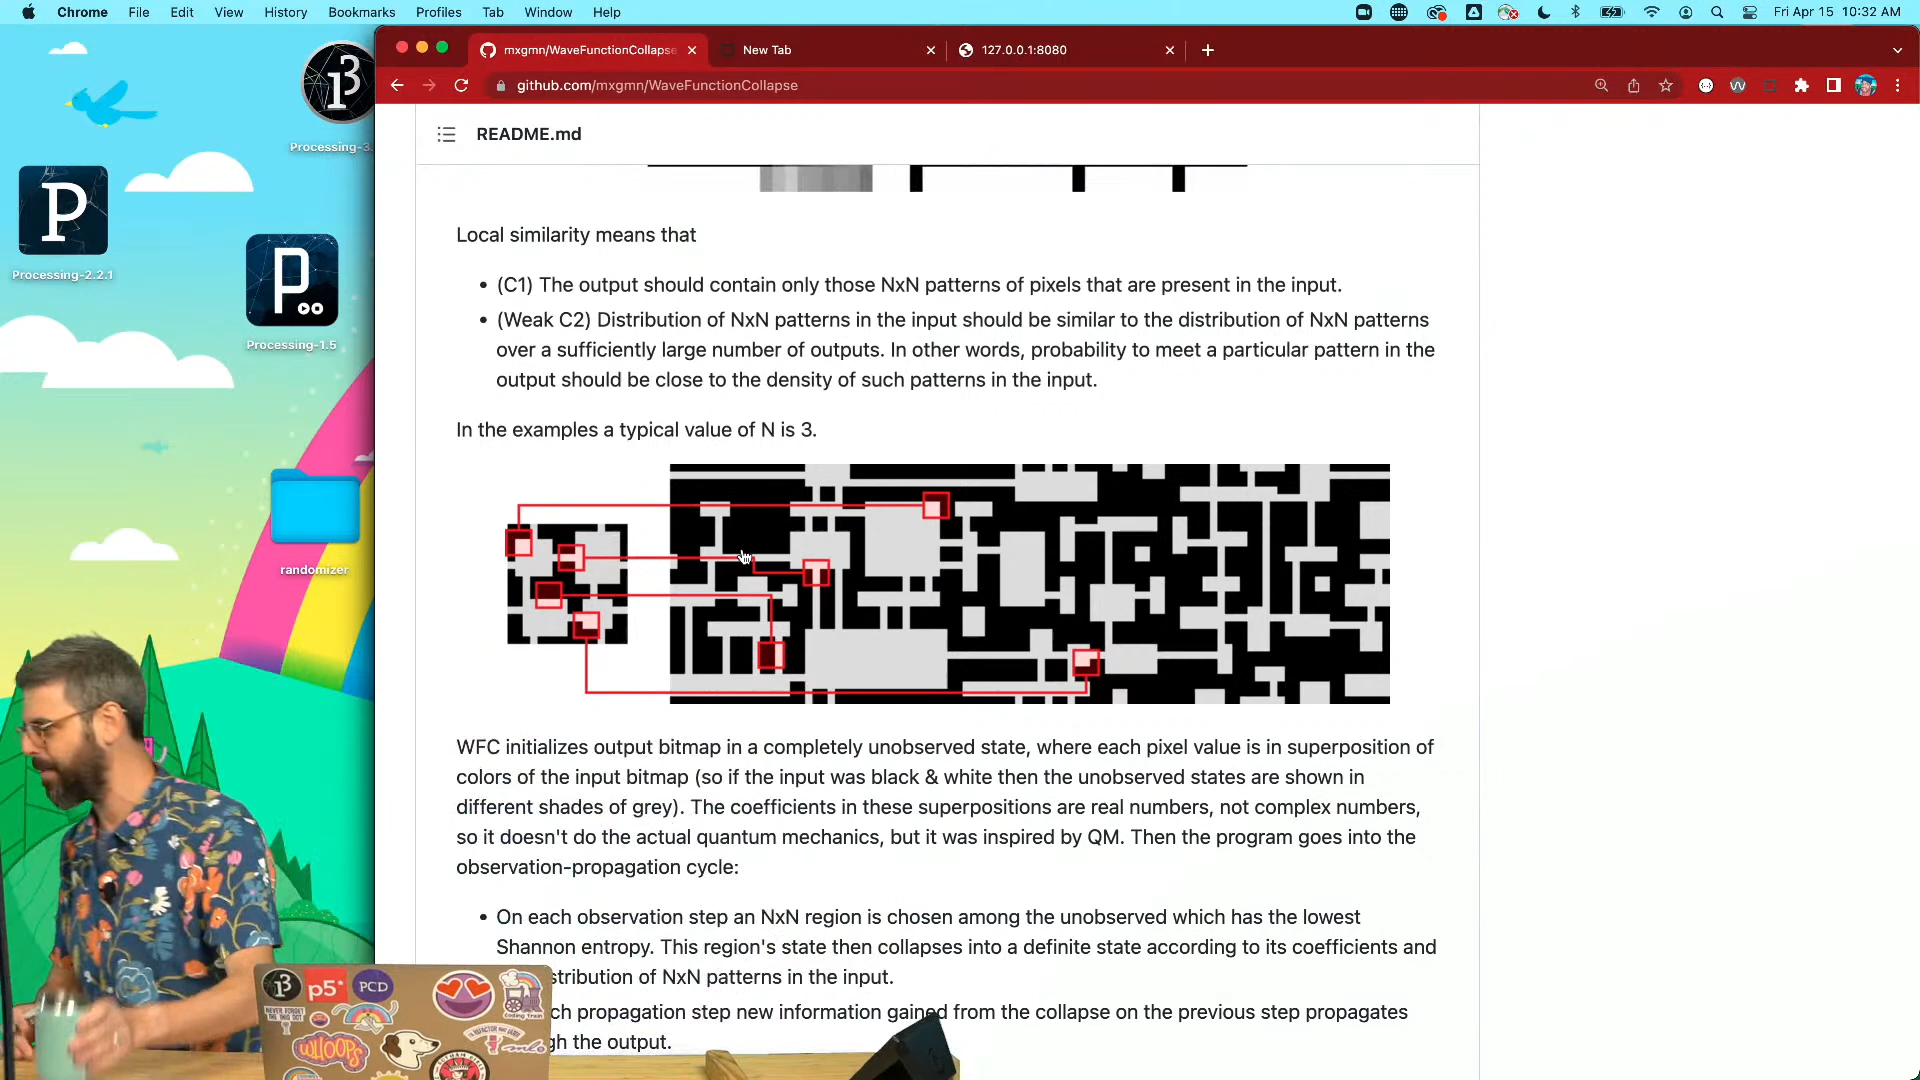 Chrome File Edit View History Bookmarks Profiles Tab Window Help
Fri Apr 15 10:32 AM
mxgmn/WaveFunctionCollapse
New Tab
127.0.0.1:8080
github.com/mxgmn/WaveFunctionCollapse
README.md
Processing-3.
Processing-2.2.1
Processing-1.5
randomizer
Local similarity means that
• (C1) The output should contain only those NxN patterns of pixels that are present in the input.
• (Weak C2) Distribution of NxN patterns in the input should be similar to the distribution of NxN patterns
over a sufficiently large number of outputs. In other words, probability to meet a particular pattern in the
output should be close to the density of such patterns in the input.
In the examples a typical value of N is 3.
WFC initializes output bitmap in a completely unobserved state, where each pixel value is in superposition of
colors of the input bitmap (so if the input was black & white then the unobserved states are shown in
different shades of grey). The coefficients in these superpositions are real numbers, not complex numbers,
so it doesn't do the actual quantum mechanics, but it was inspired by QM. Then the program goes into the
observation-propagation cycle:
• On each observation step an NxN region is chosen among the unobserved which has the lowest
Shannon entropy. This region's state then collapses into a definite state according to its coefficients and
stribution of NxN patterns in the input.
ch propagation step new information gained from the collapse on the previous step propagates
gh the output.
p5*
PCD
NEVER FORGET
THE THIS DOT
Coding Train
WHOOPS